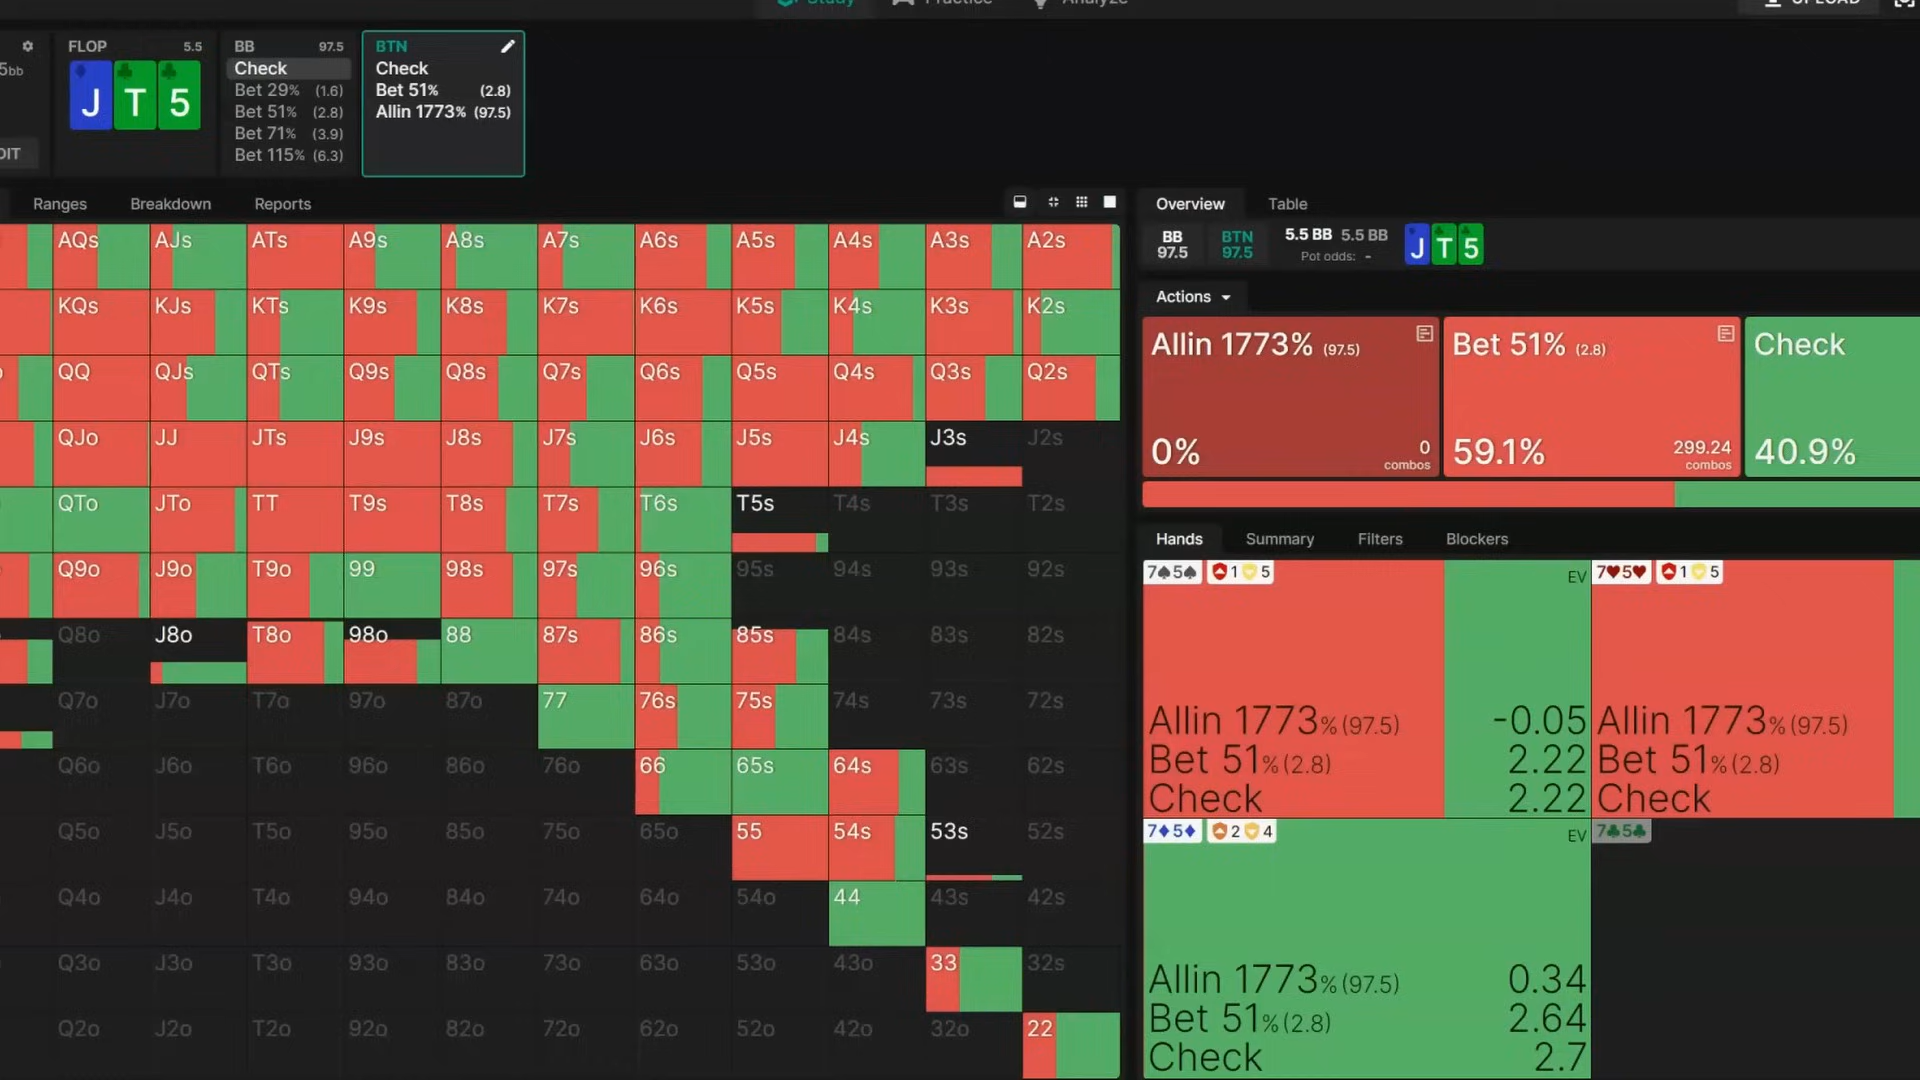 Study Practice Analyze UPLOAD
5bb
DIT
FLOP 5.5
J T 5
BB 97.5
Check
Bet 29% (1.6)
Bet 51% (2.8)
Bet 71% (3.9)
Bet 115% (6.3)
BTN
Check
Bet 51% (2.8)
Allin 1773% (97.5)
Ranges Breakdown Reports
AQs AJs ATs A9s A8s A7s A6s A5s A4s A3s A2s
KQs KJs KTs K9s K8s K7s K6s K5s K4s K3s K2s
QQ QJs QTs Q9s Q8s Q7s Q6s Q5s Q4s Q3s Q2s
QJo JJ JTs J9s J8s J7s J6s J5s J4s J3s J2s
QTo JTo TT T9s T8s T7s T6s T5s T4s T3s T2s
Q9o J9o T9o 99 98s 97s 96s 95s 94s 93s 92s
Q8o J8o T8o 98o 88 87s 86s 85s 84s 83s 82s
Q7o J7o T7o 97o 87o 77 76s 75s 74s 73s 72s
Q6o J6o T6o 96o 86o 76o 66 65s 64s 63s 62s
Q5o J5o T5o 95o 85o 75o 65o 55 54s 53s 52s
Q4o J4o T4o 94o 84o 74o 64o 54o 44 43s 42s
Q3o J3o T3o 93o 83o 73o 63o 53o 43o 33 32s
Q2o J2o T2o 92o 82o 72o 62o 52o 42o 32o 22
Overview Table
BB
97.5
BTN
97.5
5.5 BB 5.5 BB
Pot odds: -
J T 5
Actions
Allin 1773% (97.5)
0%
0
combos
Bet 51% (2.8)
59.1%
299.24
combos
Check
40.9%
Hands Summary Filters Blockers
7♠5♠ 1 5 EV
Allin 1773% (97.5) -0.05
Bet 51% (2.8) 2.22
Check 2.22
7♥5♥ 1 5
Allin 1773% (97.5)
Bet 51% (2.8)
Check
7♦5♦ 2 4 EV
Allin 1773% (97.5) 0.34
Bet 51% (2.8) 2.64
Check 2.7
7♣5♣